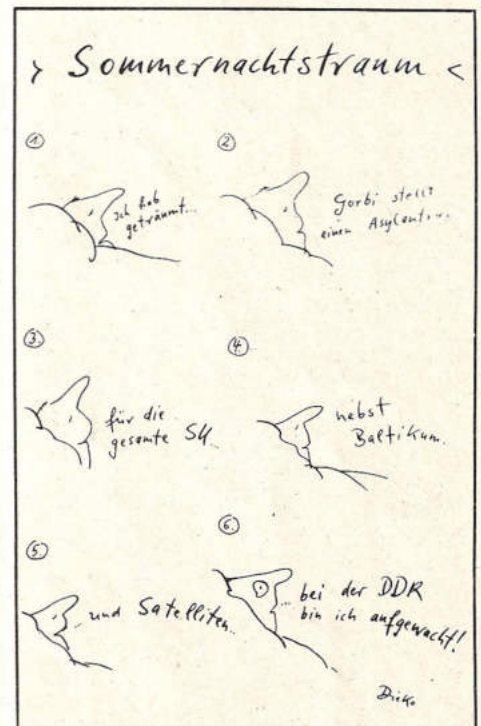 › Sommernachtstraum ‹
①
Ich hab
geträumt...
②
Gorbi stellt
einen
③
für die
gesamte SU..
④
nebst
Baltikum.
⑤
...und Satelliten..
⑥
...bei der DDR
bin ich aufgewacht!